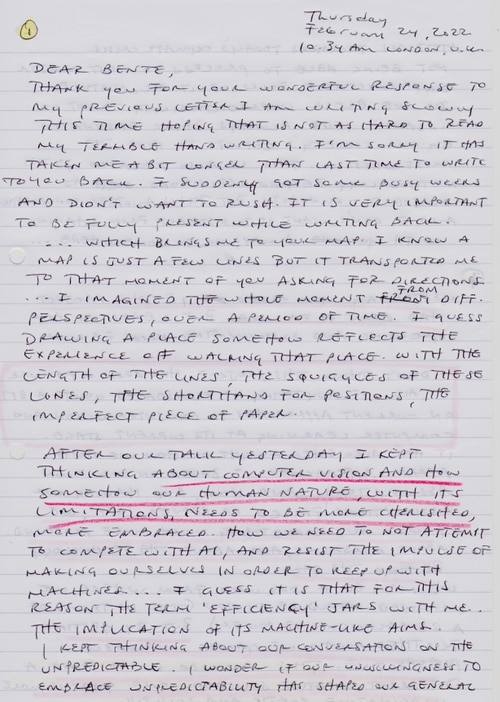 1
Thursday
February 24, 2022
10:34 AM LONDON, U.K.
DEAR BENTE,
THANK YOU FOR YOUR WONDERFUL RESPONSE TO
MY PREVIOUS LETTER I AM WRITING SLOWLY
THIS TIME HOPING THAT IS NOT AS HARD TO READ
MY TERRIBLE HAND WRITING. I'M SORRY IT HAS
TAKEN ME A BIT LONGER THAN LAST TIME TO WRITE
TO YOU BACK. I SUDDENLY GOT SOME BUSY WEEKS
AND DIDN'T WANT TO RUSH. IT IS VERY IMPORTANT
TO BE FULLY PRESENT WHILE WRITING BACK.
.... WHICH BRINGS ME TO YOUR MAP. I KNOW A
MAP IS JUST A FEW LINES BUT IT TRANSPORTED ME
TO THAT MOMENT OF YOU ASKING FOR DIRECTIONS
... I IMAGINED THE WHOLE MOMENT FROM DIFF.
PERSPECTIVES, OVER A PERIOD OF TIME. I GUESS
DRAWING A PLACE SOMEHOW REFLECTS THE
EXPERIENCE OFF WALKING THAT PLACE. WITH THE
LENGTH OF THE LINES, THE SQUIGGLES OF THESE
LINES, THE SHORTHAND FOR POSITIONS, THE
IMPERFECT PIECE OF PAPER.
AFTER OUR TALK YESTERDAY I KEPT
THINKING ABOUT COMPUTER VISION AND HOW
SOMEHOW OUR HUMAN NATURE, WITH ITS
LIMITATIONS, NEEDS TO BE MORE CHERISHED,
MORE EMBRACED. HOW WE NEED TO NOT ATTEMPT
TO COMPETE WITH AI, AND RESIST THE IMPULSE OF
MAKING OURSELVES IN ORDER TO KEEP UP WITH
MACHINES... I GUESS IT IS THAT FOR THIS
REASON THE TERM 'EFFICIENCY' JARS WITH ME.
THE IMPLICATION OF ITS MACHINE-LIKE AIMS.
I KEPT THINKING ABOUT OUR CONVERSATION ON THE
UNPREDICTABLE. I WONDER IF OUR UNWILLINGNESS TO
EMBRACE UNPREDICTABILITY HAS SHAPED OUR GENERAL